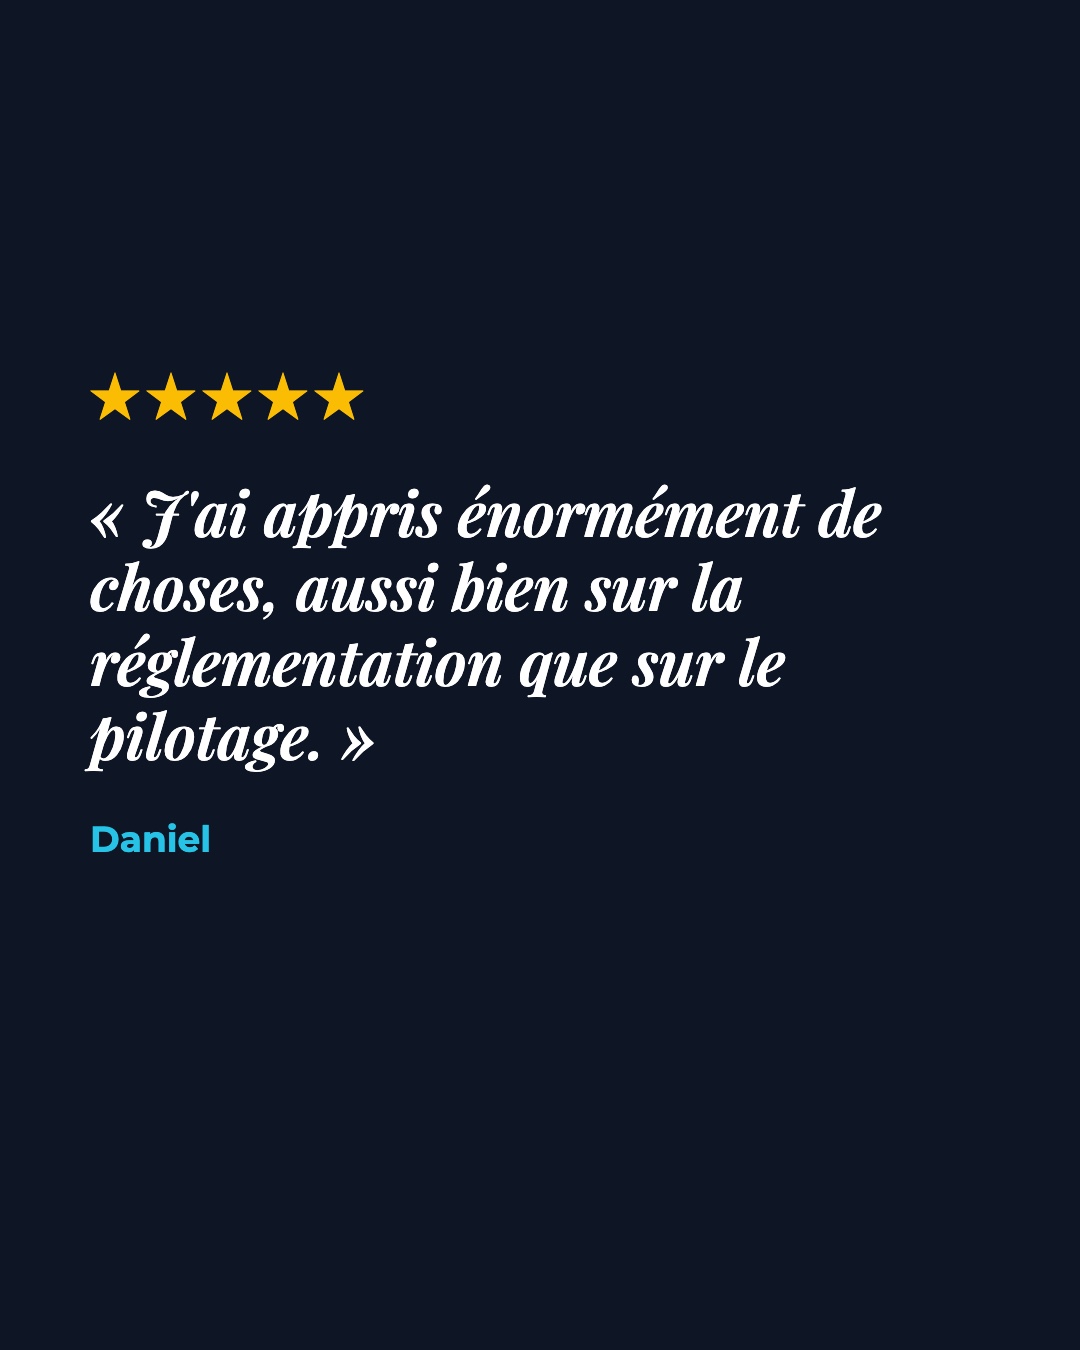 ★★★★★
« J'ai appris énormément de
choses, aussi bien sur la
réglementation que sur le
pilotage. »
Daniel